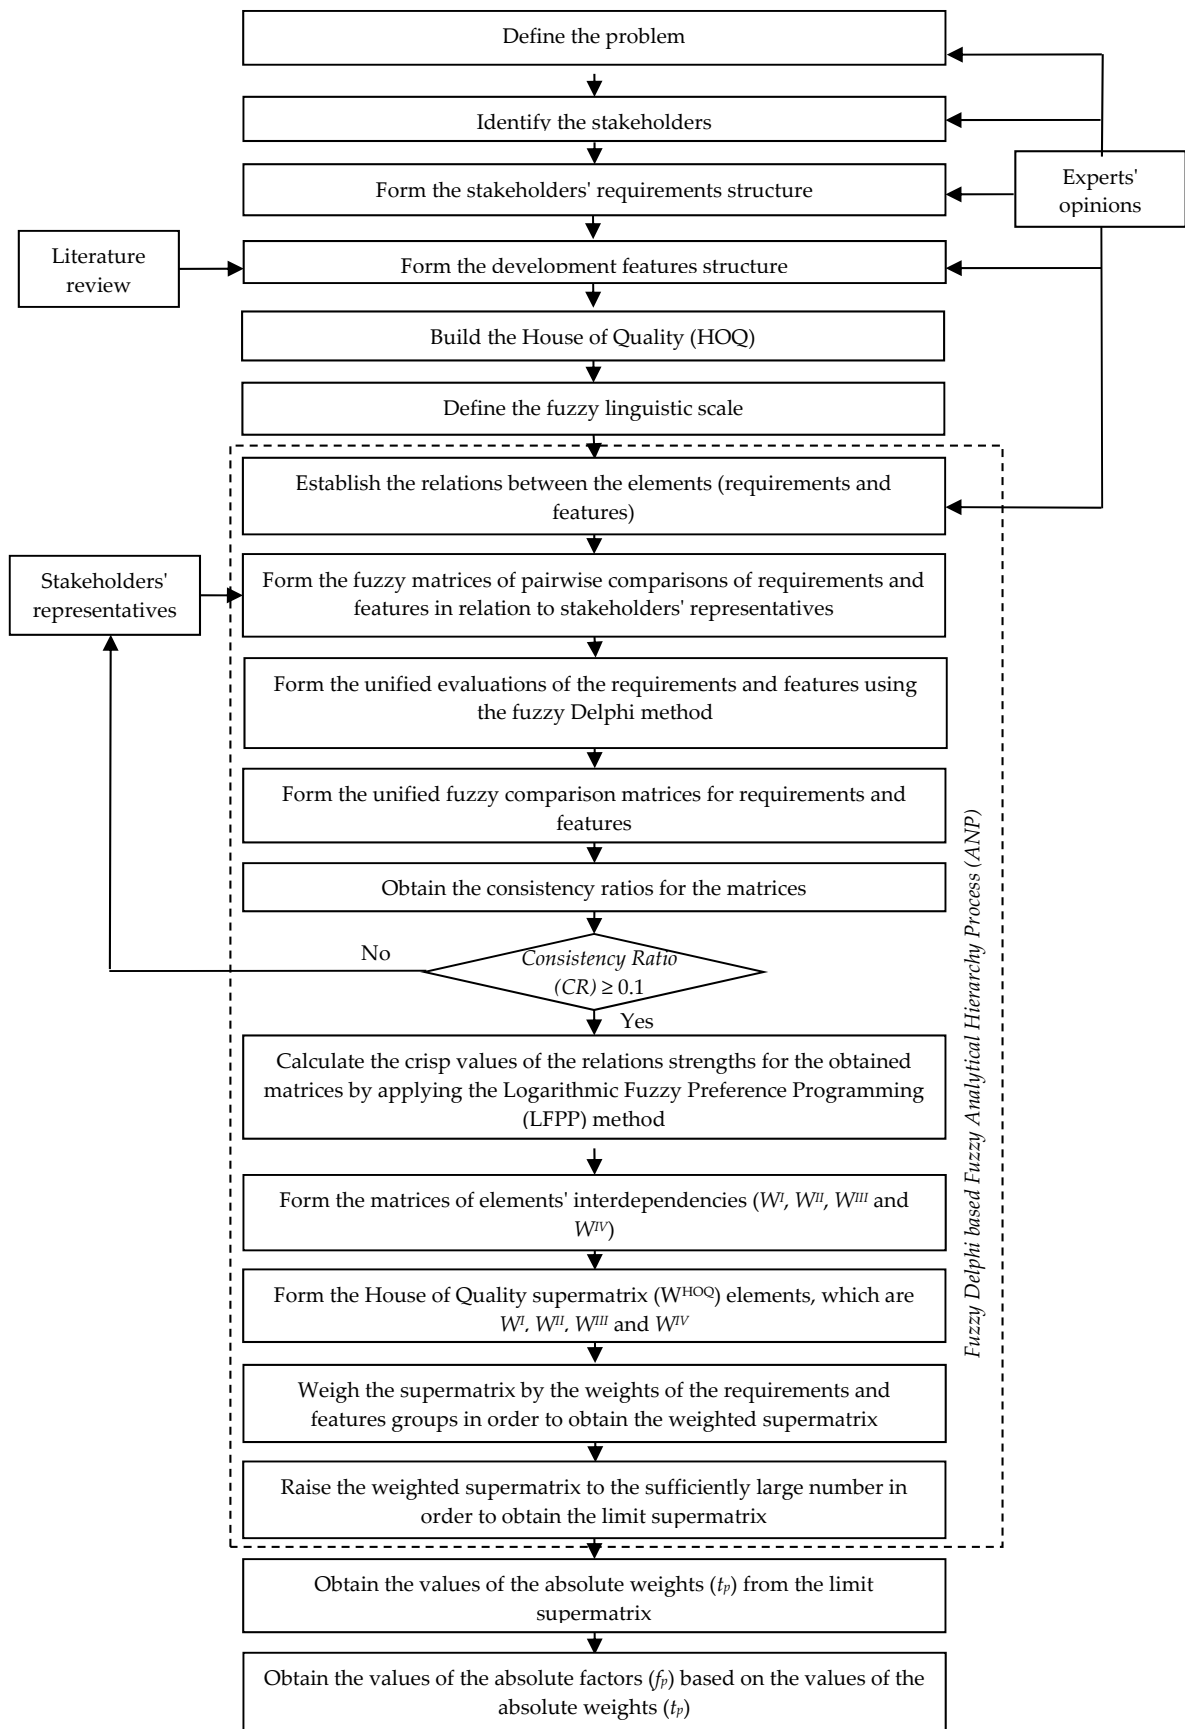 Define the problem
Identify the stakeholders
Form the stakeholders' requirements structure
Experts'
opinions
Literature
review
Form the development features structure
Build the House of Quality (HOQ)
Define the fuzzy linguistic scale
Establish the relations between the elements (requirements and
features)
Stakeholders'
representatives
Form the fuzzy matrices of pairwise comparisons of requirements and
features in relation to stakeholders' representatives
Form the unified evaluations of the requirements and features using
the fuzzy Delphi method
Form the unified fuzzy comparison matrices for requirements and
features
Obtain the consistency ratios for the matrices
No
Consistency Ratio
(CR) ≥ 0.1
Yes
Calculate the crisp values of the relations strengths for the obtained
matrices by applying the Logarithmic Fuzzy Preference Programming
(LFPP) method
Form the matrices of elements' interdependencies (W^I, W^II, W^III and
W^IV)
Form the House of Quality supermatrix (W^HOQ) elements, which are
W^I, W^II, W^III and W^IV
Weigh the supermatrix by the weights of the requirements and
features groups in order to obtain the weighted supermatrix
Raise the weighted supermatrix to the sufficiently large number in
order to obtain the limit supermatrix
Fuzzy Delphi based Fuzzy Analytical Hierarchy Process (ANP)
Obtain the values of the absolute weights (t_p) from the limit
supermatrix
Obtain the values of the absolute factors (f_p) based on the values of the
absolute weights (t_p)